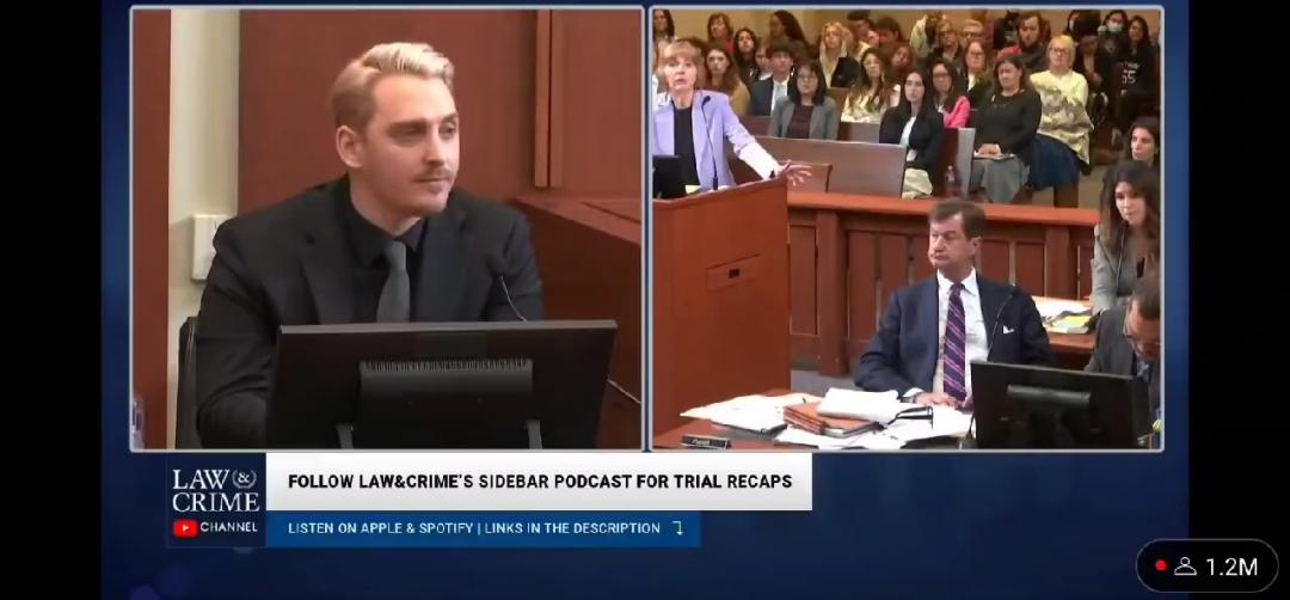 LAW &
CRIME
CHANNEL
FOLLOW LAW&CRIME'S SIDEBAR PODCAST FOR TRIAL RECAPS
LISTEN ON APPLE & SPOTIFY | LINKS IN THE DESCRIPTION
1.2M
55